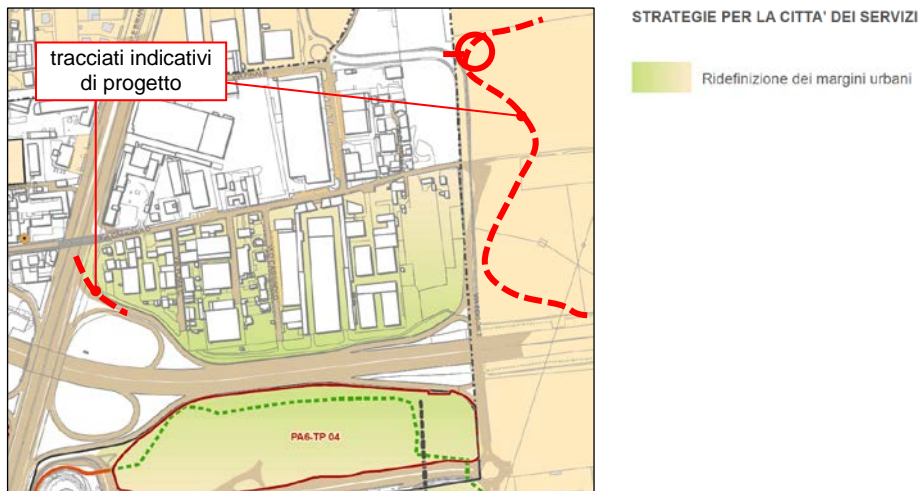 STRATEGIE PER LA CITTA' DEI SERVIZI
tracciati indicativi
di progetto
Ridefinizione dei margini urbani
PA6-TP 04